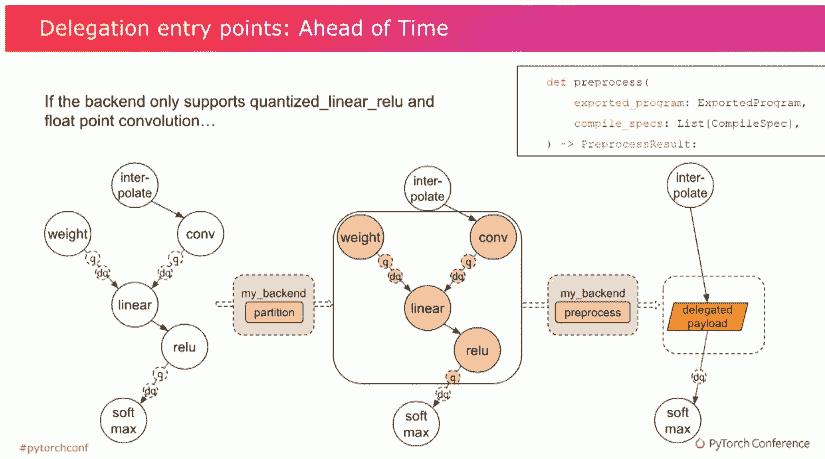 Delegation entry points: Ahead of Time
If the backend only supports quantized_linear_relu and
float point convolution…
def preprocess(
exported_program: ExportedProgram,
compile_specs: List[CompileSpec],
) -> PreprocessResult:
inter-
polate
weight
conv
q
dq
q
dq
linear
relu
q
dq
soft
max
my_backend
partition
inter-
polate
weight
conv
q
dq
q
dq
linear
relu
q
dq
soft
max
my_backend
preprocess
inter-
polate
delegated
payload
dq
soft
max
#pytorchconf
PyTorch Conference